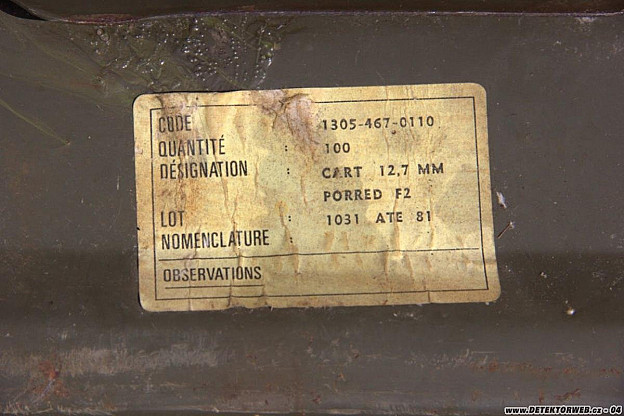 CODE : 1305-467-0110
QUANTITÉ : 100
DÉSIGNATION : CART 12,7 MM
PORRED F2
LOT : 1031 ATE 81
NOMENCLATURE :
OBSERVATIONS
www.DETEKTORWEB.cz - 04